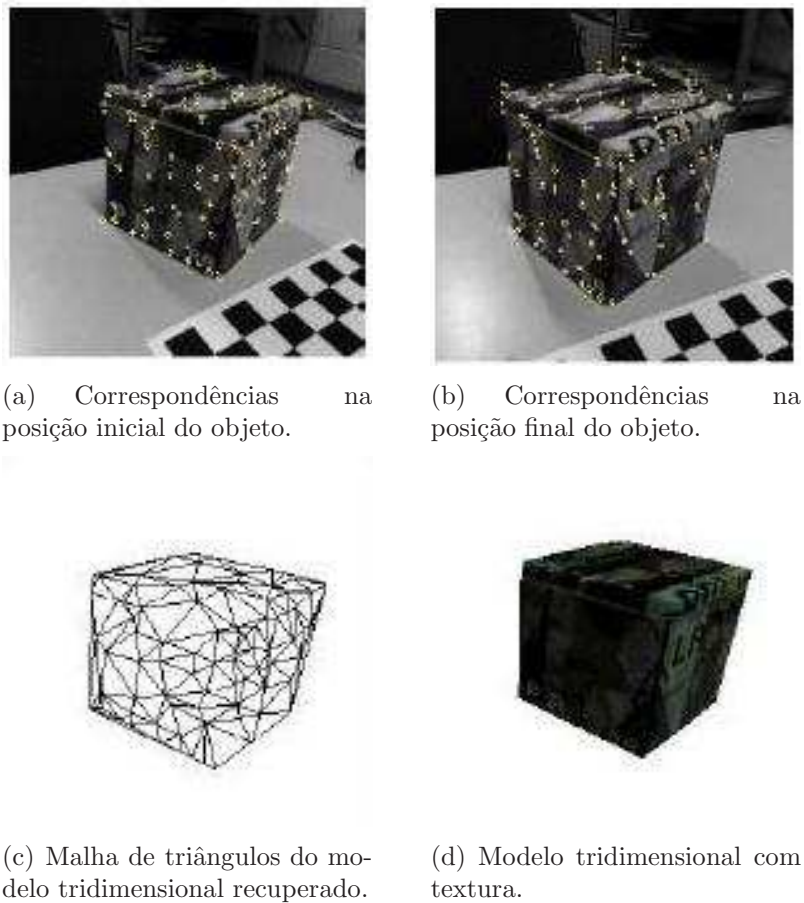 (a) Correspondências na
posição inicial do objeto.
(b) Correspondências na
posição final do objeto.
(c) Malha de triângulos do mo-
delo tridimensional recuperado.
(d) Modelo tridimensional com
textura.